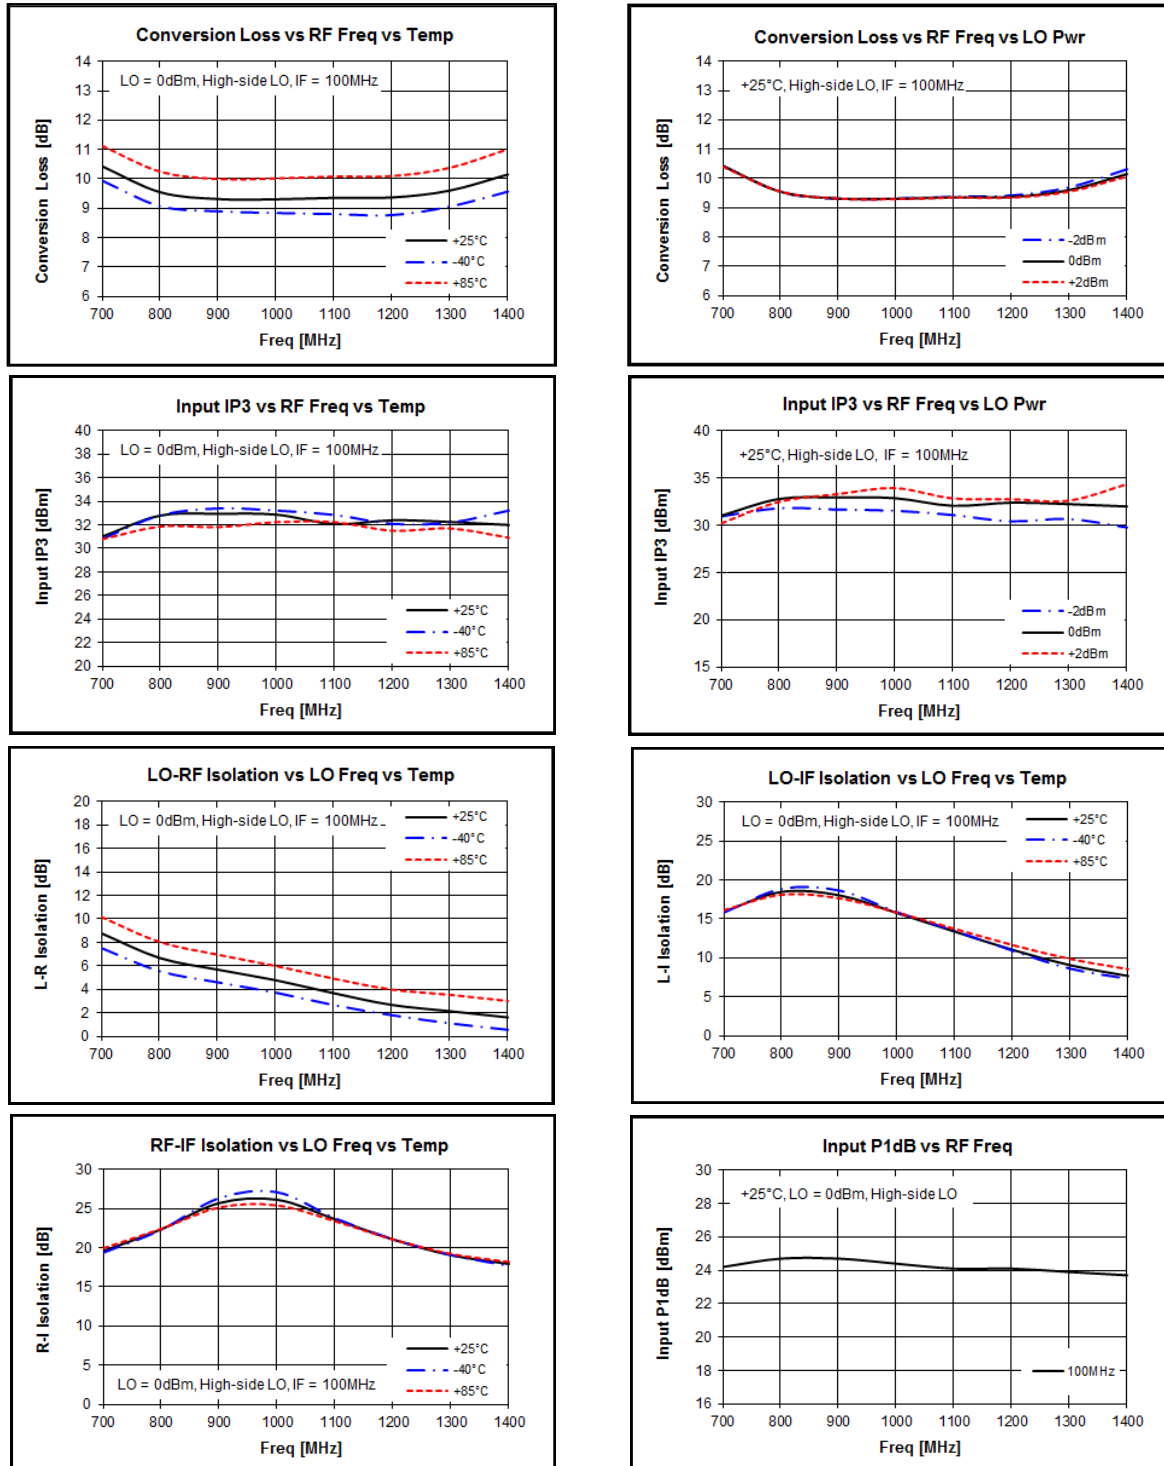 Conversion Loss vs RF Freq vs Temp
14
13
12
11
10
9
8
7
6
LO = 0dBm, High-side LO, IF = 100MHz
Conversion Loss [dB]
+25°C
-40°C
+85°C
700 800 900 1000 1100 1200 1300 1400
Freq [MHz]
Conversion Loss vs RF Freq vs LO Pwr
14
13
12
11
10
9
8
7
6
+25°C, High-side LO, IF = 100MHz
Conversion Loss [dB]
-2dBm
0dBm
+2dBm
700 800 900 1000 1100 1200 1300 1400
Freq [MHz]
Input IP3 vs RF Freq vs Temp
40
38
36
34
32
30
28
26
24
22
20
LO = 0dBm, High-side LO, IF = 100MHz
Input IP3 [dBm]
+25°C
-40°C
+85°C
700 800 900 1000 1100 1200 1300 1400
Freq [MHz]
Input IP3 vs RF Freq vs LO Pwr
40
35
30
25
20
15
+25°C, High-side LO, IF = 100MHz
Input IP3 [dBm]
-2dBm
0dBm
+2dBm
700 800 900 1000 1100 1200 1300 1400
Freq [MHz]
LO-RF Isolation vs LO Freq vs Temp
20
18
16
14
12
10
8
6
4
2
0
LO = 0dBm, High-side LO, IF = 100MHz
L-R Isolation [dB]
+25°C
-40°C
+85°C
700 800 900 1000 1100 1200 1300 1400
Freq [MHz]
LO-IF Isolation vs LO Freq vs Temp
30
25
20
15
10
5
0
LO = 0dBm, High-side LO, IF = 100MHz
L-I Isolation [dB]
+25°C
-40°C
+85°C
700 800 900 1000 1100 1200 1300 1400
Freq [MHz]
RF-IF Isolation vs LO Freq vs Temp
30
25
20
15
10
5
0
R-I Isolation [dB]
+25°C
-40°C
+85°C
LO = 0dBm, High-side LO, IF = 100MHz
700 800 900 1000 1100 1200 1300 1400
Freq [MHz]
Input P1dB vs RF Freq
30
28
26
24
22
20
18
16
+25°C, LO = 0dBm, High-side LO
Input P1dB [dBm]
100MHz
700 800 900 1000 1100 1200 1300 1400
Freq [MHz]